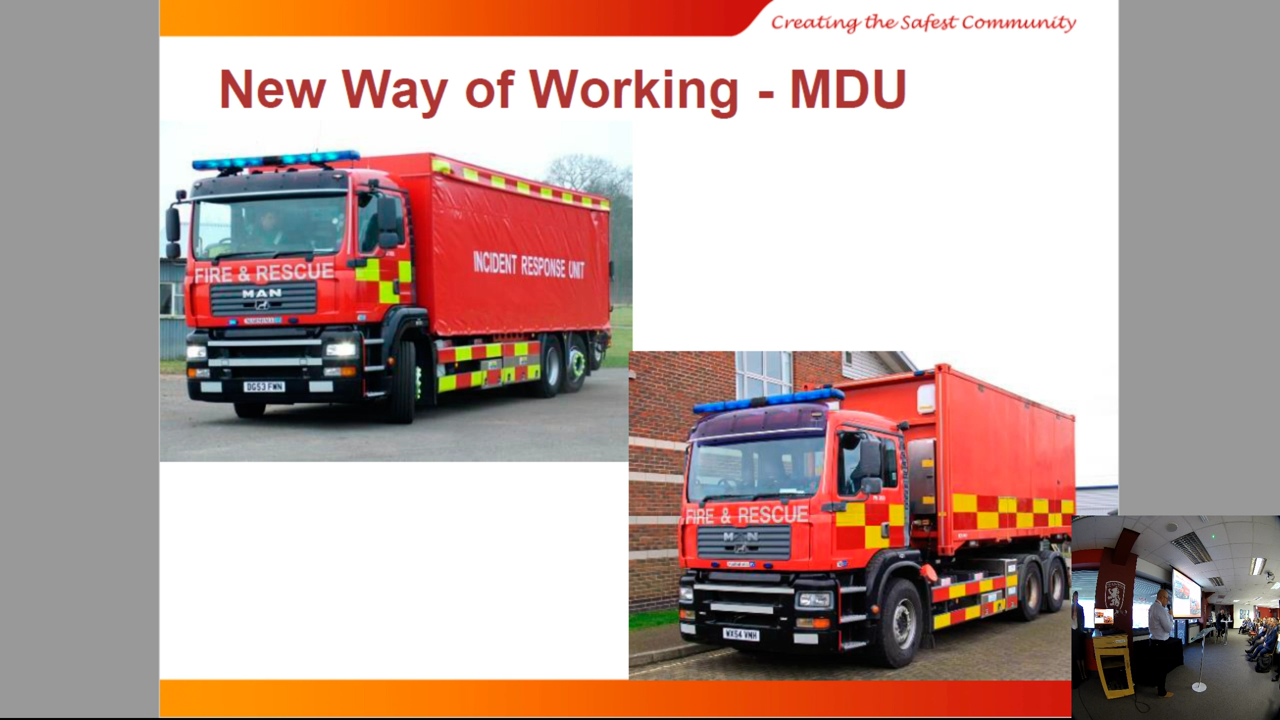 Creating the Safest Community
New Way of Working - MDU
INCIDENT RESPONSE UNIT
FIRE & RESCUE
MAN
DG53 FWN
FIRE & RESCUE
MAN
WX54 VMH